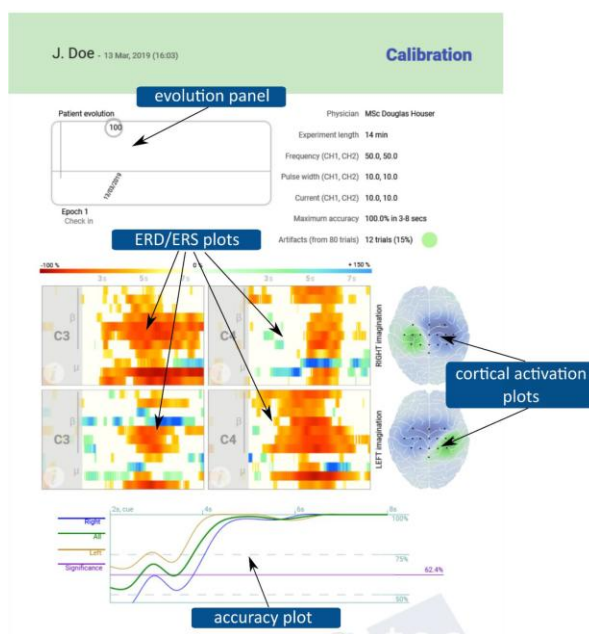 J. Doe - 13 Mar, 2019 (16:03)
Calibration
evolution panel
Patient evolution
100
13/03/2019
Epoch 1
Check in
Physician MSc Douglas Houser
Experiment length 14 min
Frequency (CH1, CH2) 50.0, 50.0
Pulse width (CH1, CH2) 10.0, 10.0
Current (CH1, CH2) 10.0, 10.0
Maximum accuracy 100.0% in 3-8 secs
Artifacts (from 80 trials) 12 trials (15%)
ERD/ERS plots
-100 % 0 % +150 %
3s 5s 7s 3s 5s 7s
C3 β μ
C4 β μ
RIGHT imagination
cortical activation
plots
C3 β μ
C4 β μ
LEFT imagination
2s, cue 4s 6s 8s
Right
All
Left
Significance
100%
75%
62.4%
50%
accuracy plot